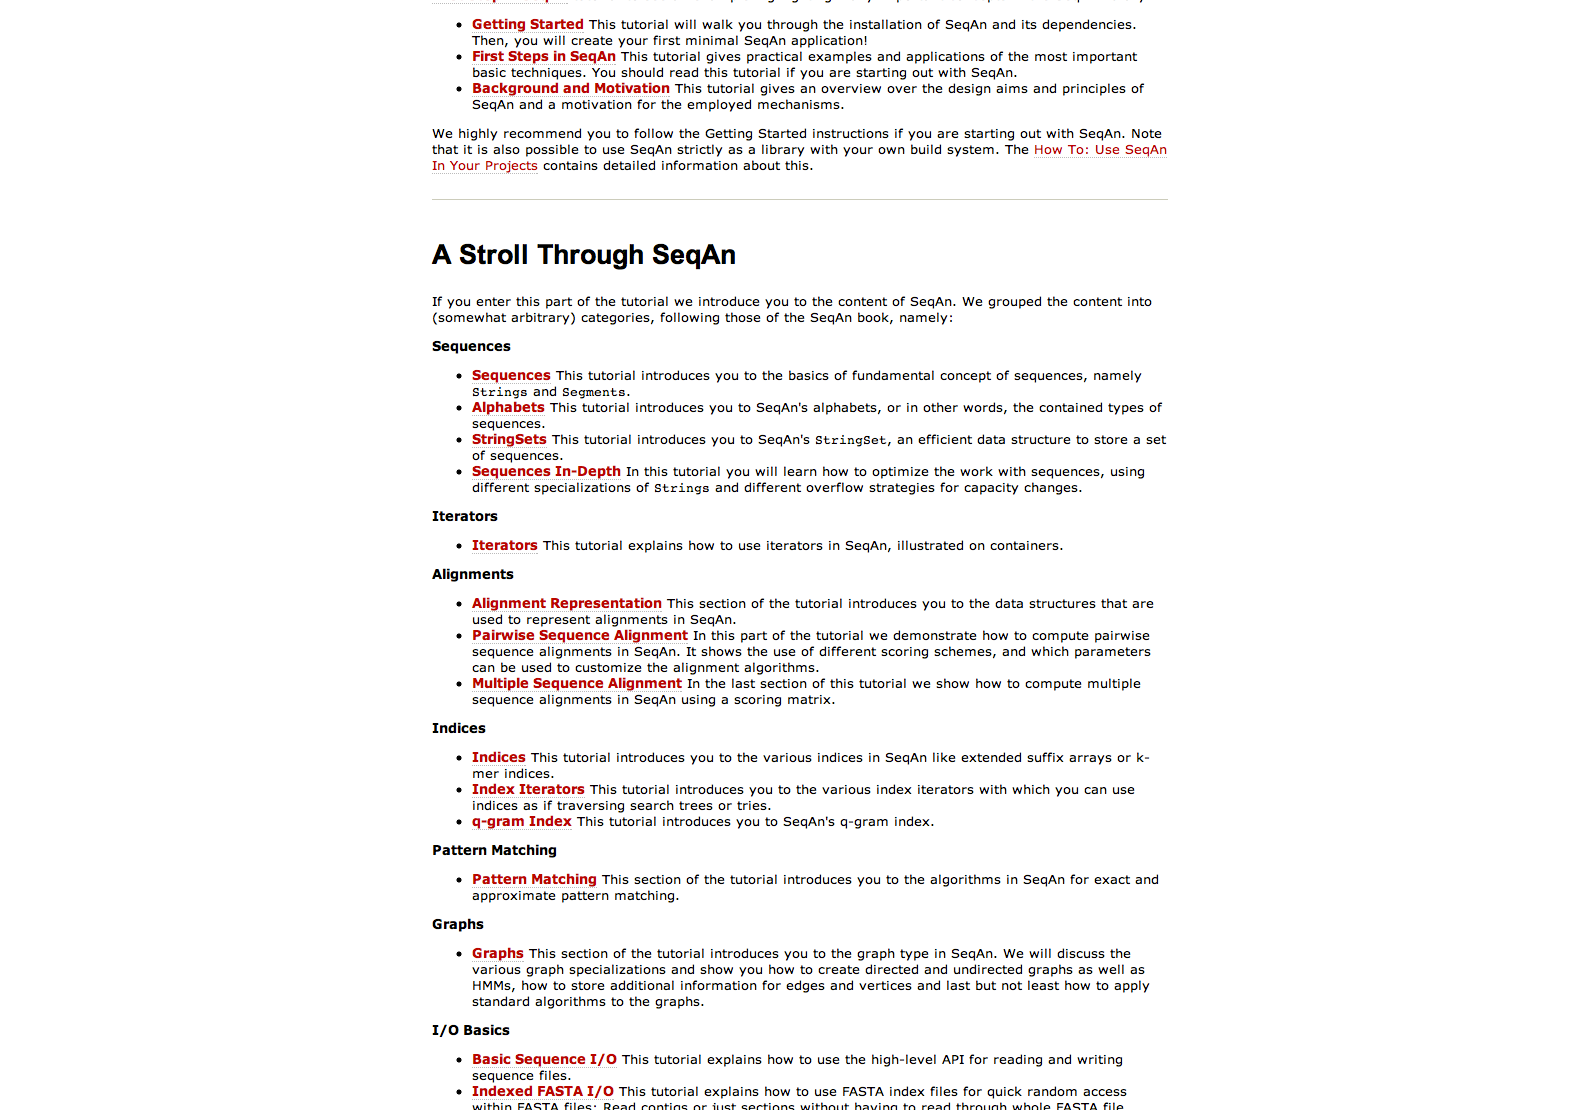 Getting Started This tutorial will walk you through the installation of SeqAn and its dependencies.
Then, you will create your first minimal SeqAn application!
First Steps in SeqAn This tutorial gives practical examples and applications of the most important
basic techniques. You should read this tutorial if you are starting out with SeqAn.
Background and Motivation This tutorial gives an overview over the design aims and principles of
SeqAn and a motivation for the employed mechanisms.
We highly recommend you to follow the Getting Started instructions if you are starting out with SeqAn. Note
that it is also possible to use SeqAn strictly as a library with your own build system. The How To: Use SeqAn
In Your Projects contains detailed information about this.
A Stroll Through SeqAn
If you enter this part of the tutorial we introduce you to the content of SeqAn. We grouped the content into
(somewhat arbitrary) categories, following those of the SeqAn book, namely:
Sequences
Sequences This tutorial introduces you to the basics of fundamental concept of sequences, namely
Strings and Segments.
Alphabets This tutorial introduces you to SeqAn's alphabets, or in other words, the contained types of
sequences.
StringSets This tutorial introduces you to SeqAn's StringSet, an efficient data structure to store a set
of sequences.
Sequences In-Depth In this tutorial you will learn how to optimize the work with sequences, using
different specializations of Strings and different overflow strategies for capacity changes.
Iterators
Iterators This tutorial explains how to use iterators in SeqAn, illustrated on containers.
Alignments
Alignment Representation This section of the tutorial introduces you to the data structures that are
used to represent alignments in SeqAn.
Pairwise Sequence Alignment In this part of the tutorial we demonstrate how to compute pairwise
sequence alignments in SeqAn. It shows the use of different scoring schemes, and which parameters
can be used to customize the alignment algorithms.
Multiple Sequence Alignment In the last section of this tutorial we show how to compute multiple
sequence alignments in SeqAn using a scoring matrix.
Indices
Indices This tutorial introduces you to the various indices in SeqAn like extended suffix arrays or k-
mer indices.
Index Iterators This tutorial introduces you to the various index iterators with which you can use
indices as if traversing search trees or tries.
q-gram Index This tutorial introduces you to SeqAn's q-gram index.
Pattern Matching
Pattern Matching This section of the tutorial introduces you to the algorithms in SeqAn for exact and
approximate pattern matching.
Graphs
Graphs This section of the tutorial introduces you to the graph type in SeqAn. We will discuss the
various graph specializations and show you how to create directed and undirected graphs as well as
HMMs, how to store additional information for edges and vertices and last but not least how to apply
standard algorithms to the graphs.
I/O Basics
Basic Sequence I/O This tutorial explains how to use the high-level API for reading and writing
sequence files.
Indexed FASTA I/O This tutorial explains how to use FASTA index files for quick random access
within FASTA files: Read contigs or just sections without having to read through whole FASTA file.